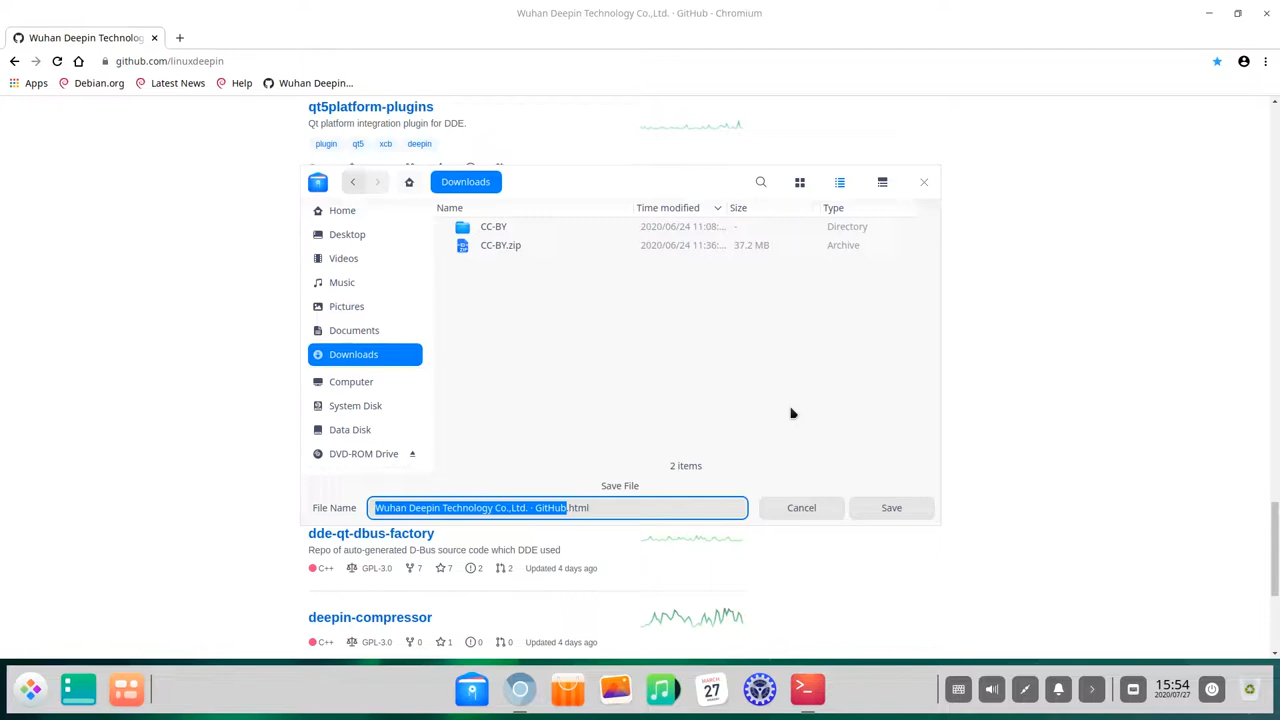 Wuhan Deepin Technology Co.,Ltd. · GitHub - Chromium
Wuhan Deepin Technolog
github.com/linuxdeepin
Apps Debian.org Latest News Help Wuhan Deepin...
qt5platform-plugins
Qt platform integration plugin for DDE.
plugin qt5 xcb deepin
Downloads
Name Time modified Size Type
Home
CC-BY 2020/06/24 11:08:... - Directory
Desktop
CC-BY.zip 2020/06/24 11:36:... 37.2 MB Archive
Videos
Music
Pictures
Documents
Downloads
Computer
System Disk
Data Disk
DVD-ROM Drive
2 items
Save File
File Name Wuhan Deepin Technology Co.,Ltd. · GitHub.html Cancel Save
dde-qt-dbus-factory
Repo of auto-generated D-Bus source code which DDE used
C++ GPL-3.0 7 7 2 2 Updated 4 days ago
deepin-compressor
C++ GPL-3.0 0 1 0 0 Updated 4 days ago
MARCH
27
15:54
2020/07/27